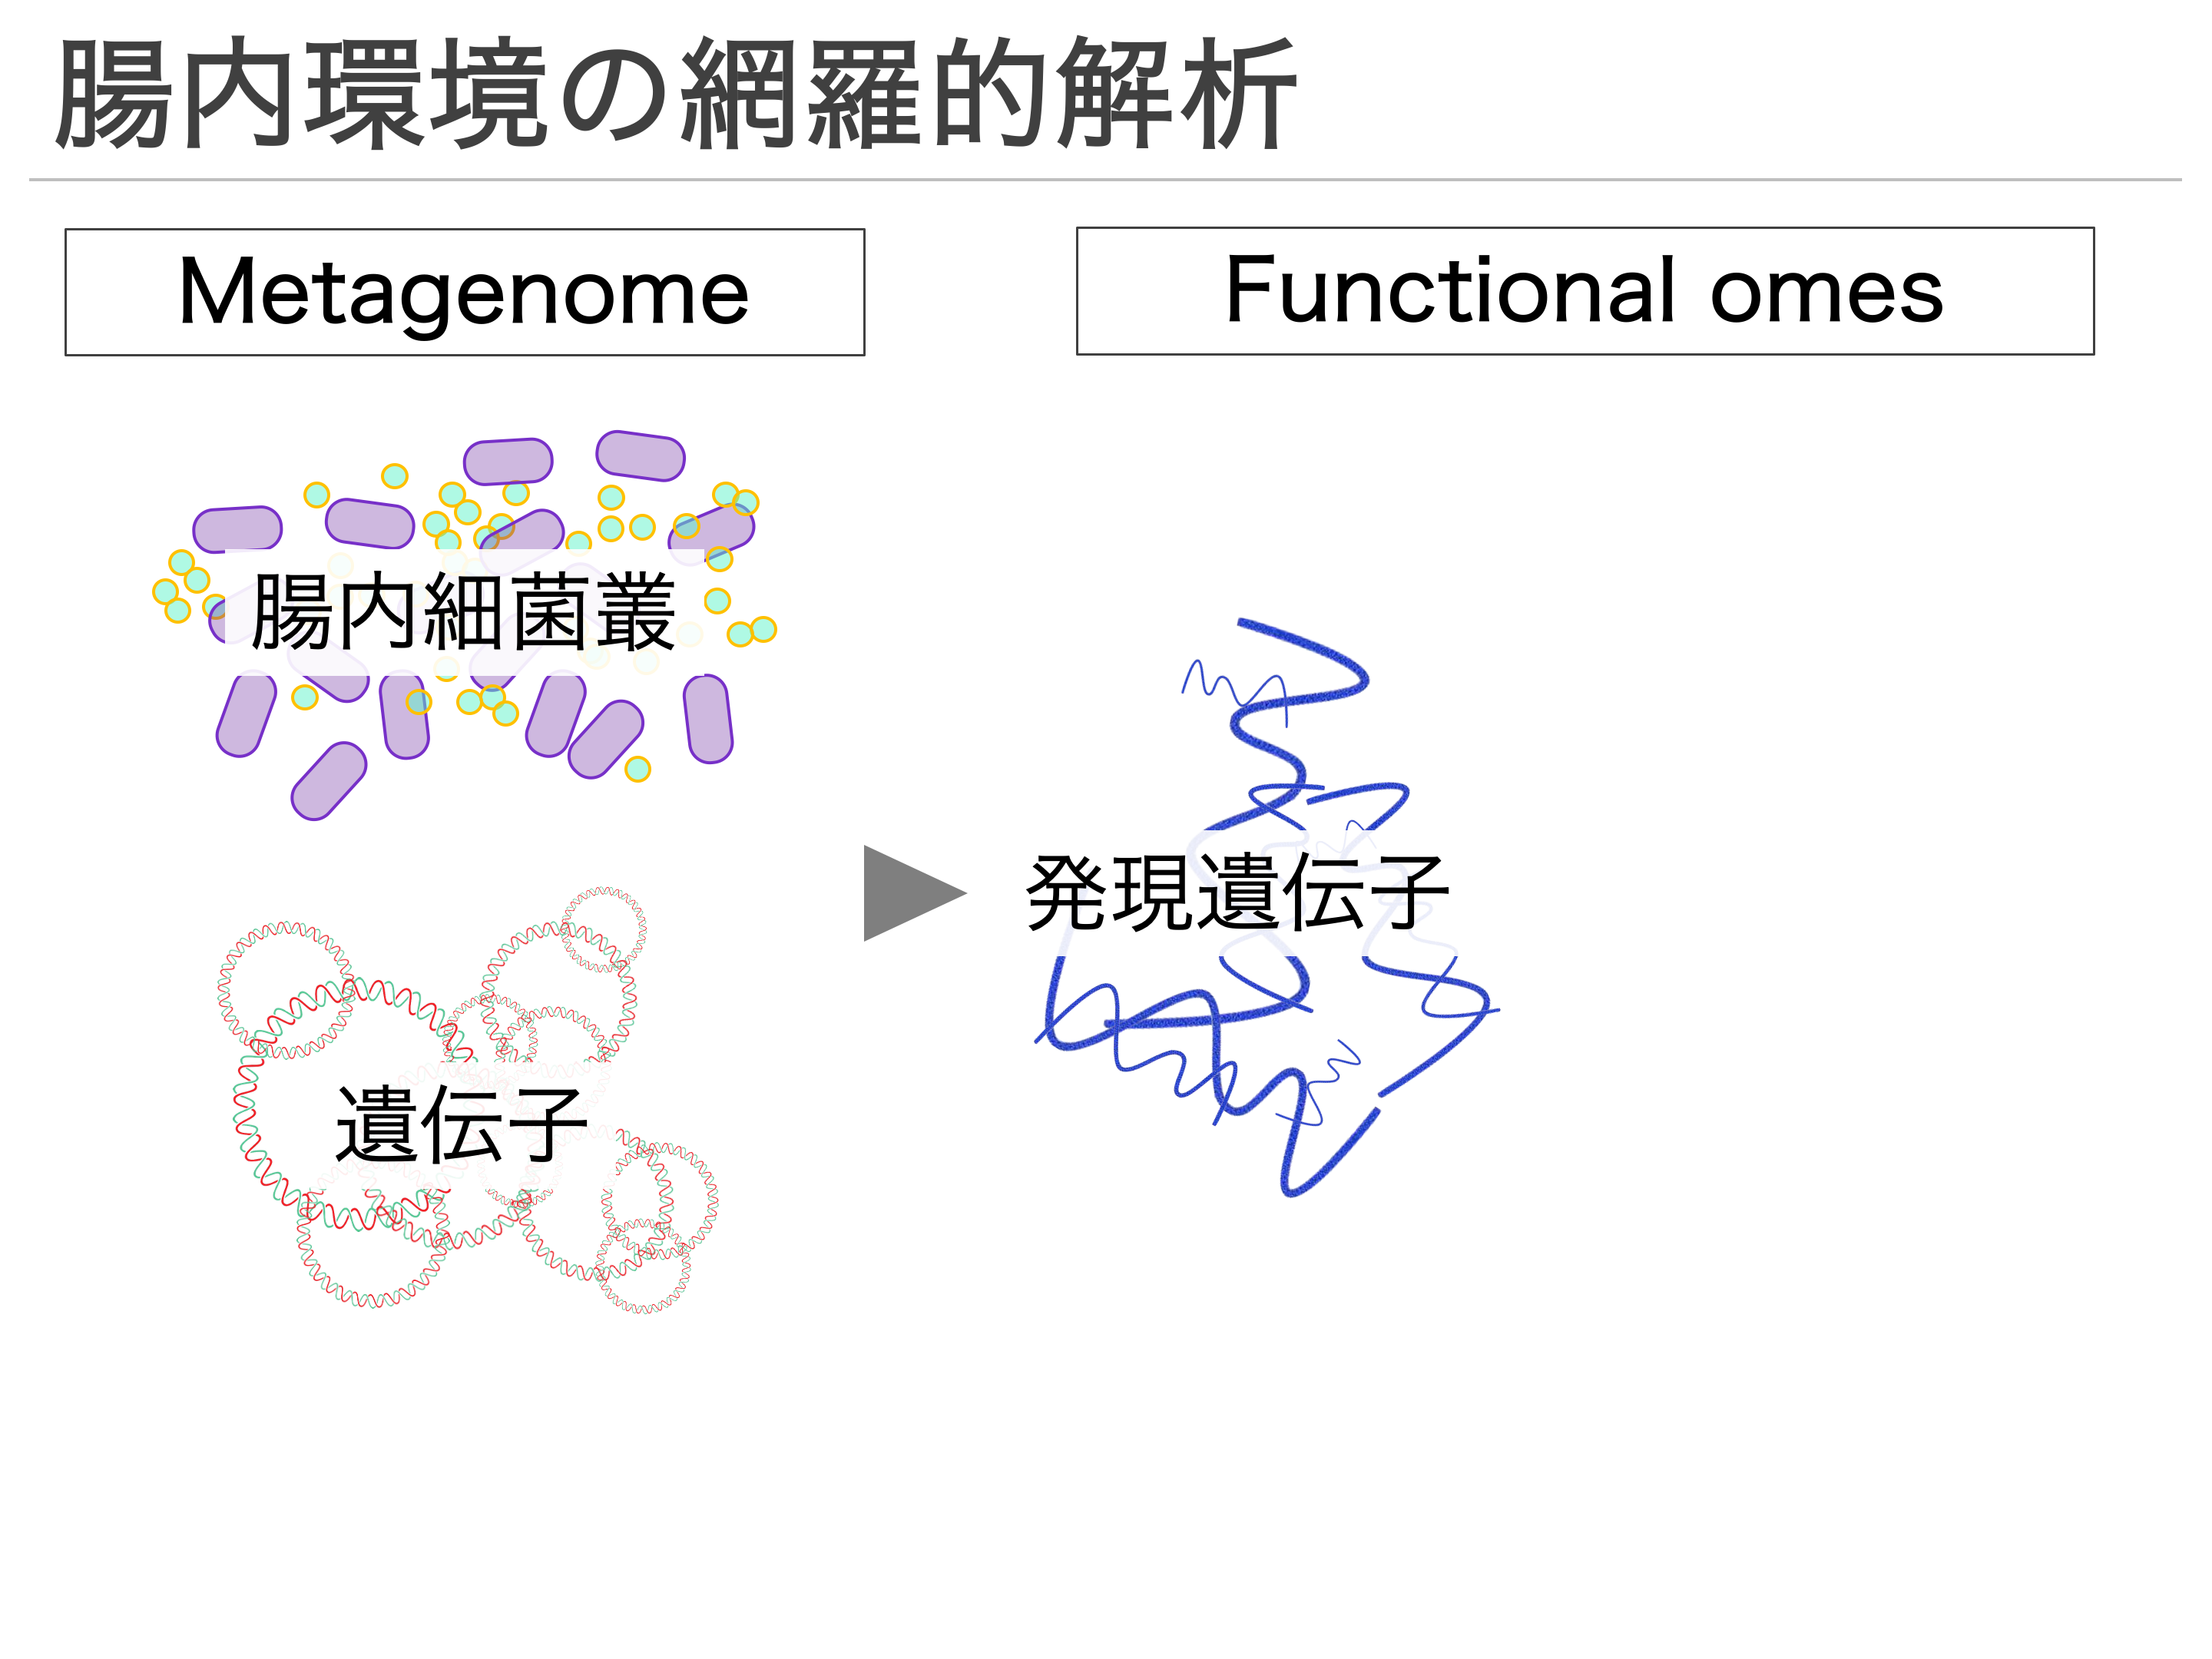 腸内環境の網羅的解析
Metagenome
Functional omes
腸内細菌叢
発現遺伝子
遺伝子